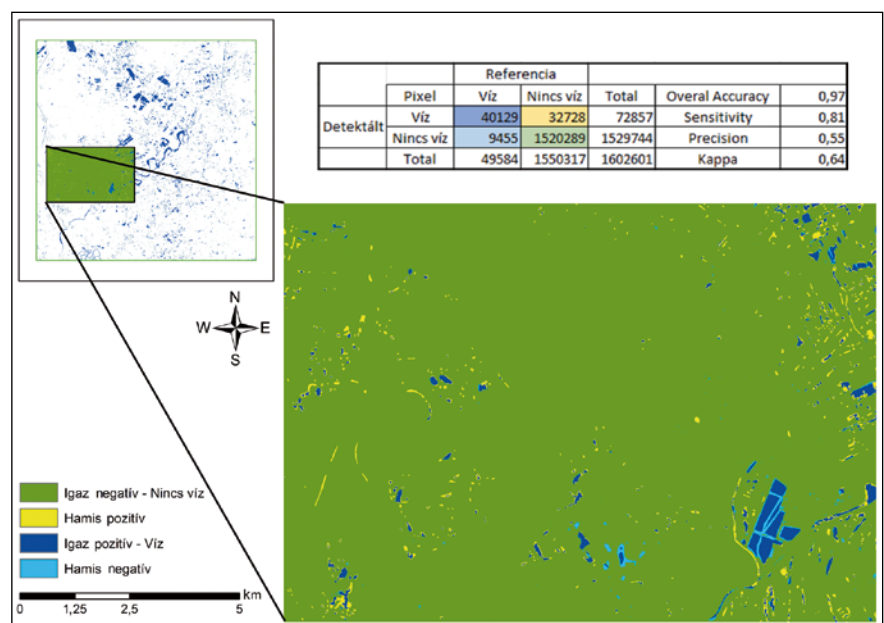 Referencia
Pixel Víz Nincs víz Total Overal Accuracy 0,97
Detektált Víz 40129 32728 72857 Sensitivity 0,81
Nincs víz 9455 1520289 1529744 Precision 0,55
Total 49584 1550317 1602601 Kappa 0,64
N
W E
S
Igaz negatív - Nincs víz
Hamis pozitív
Igaz pozitív - Víz
Hamis negatív
km
0 1,25 2,5 5